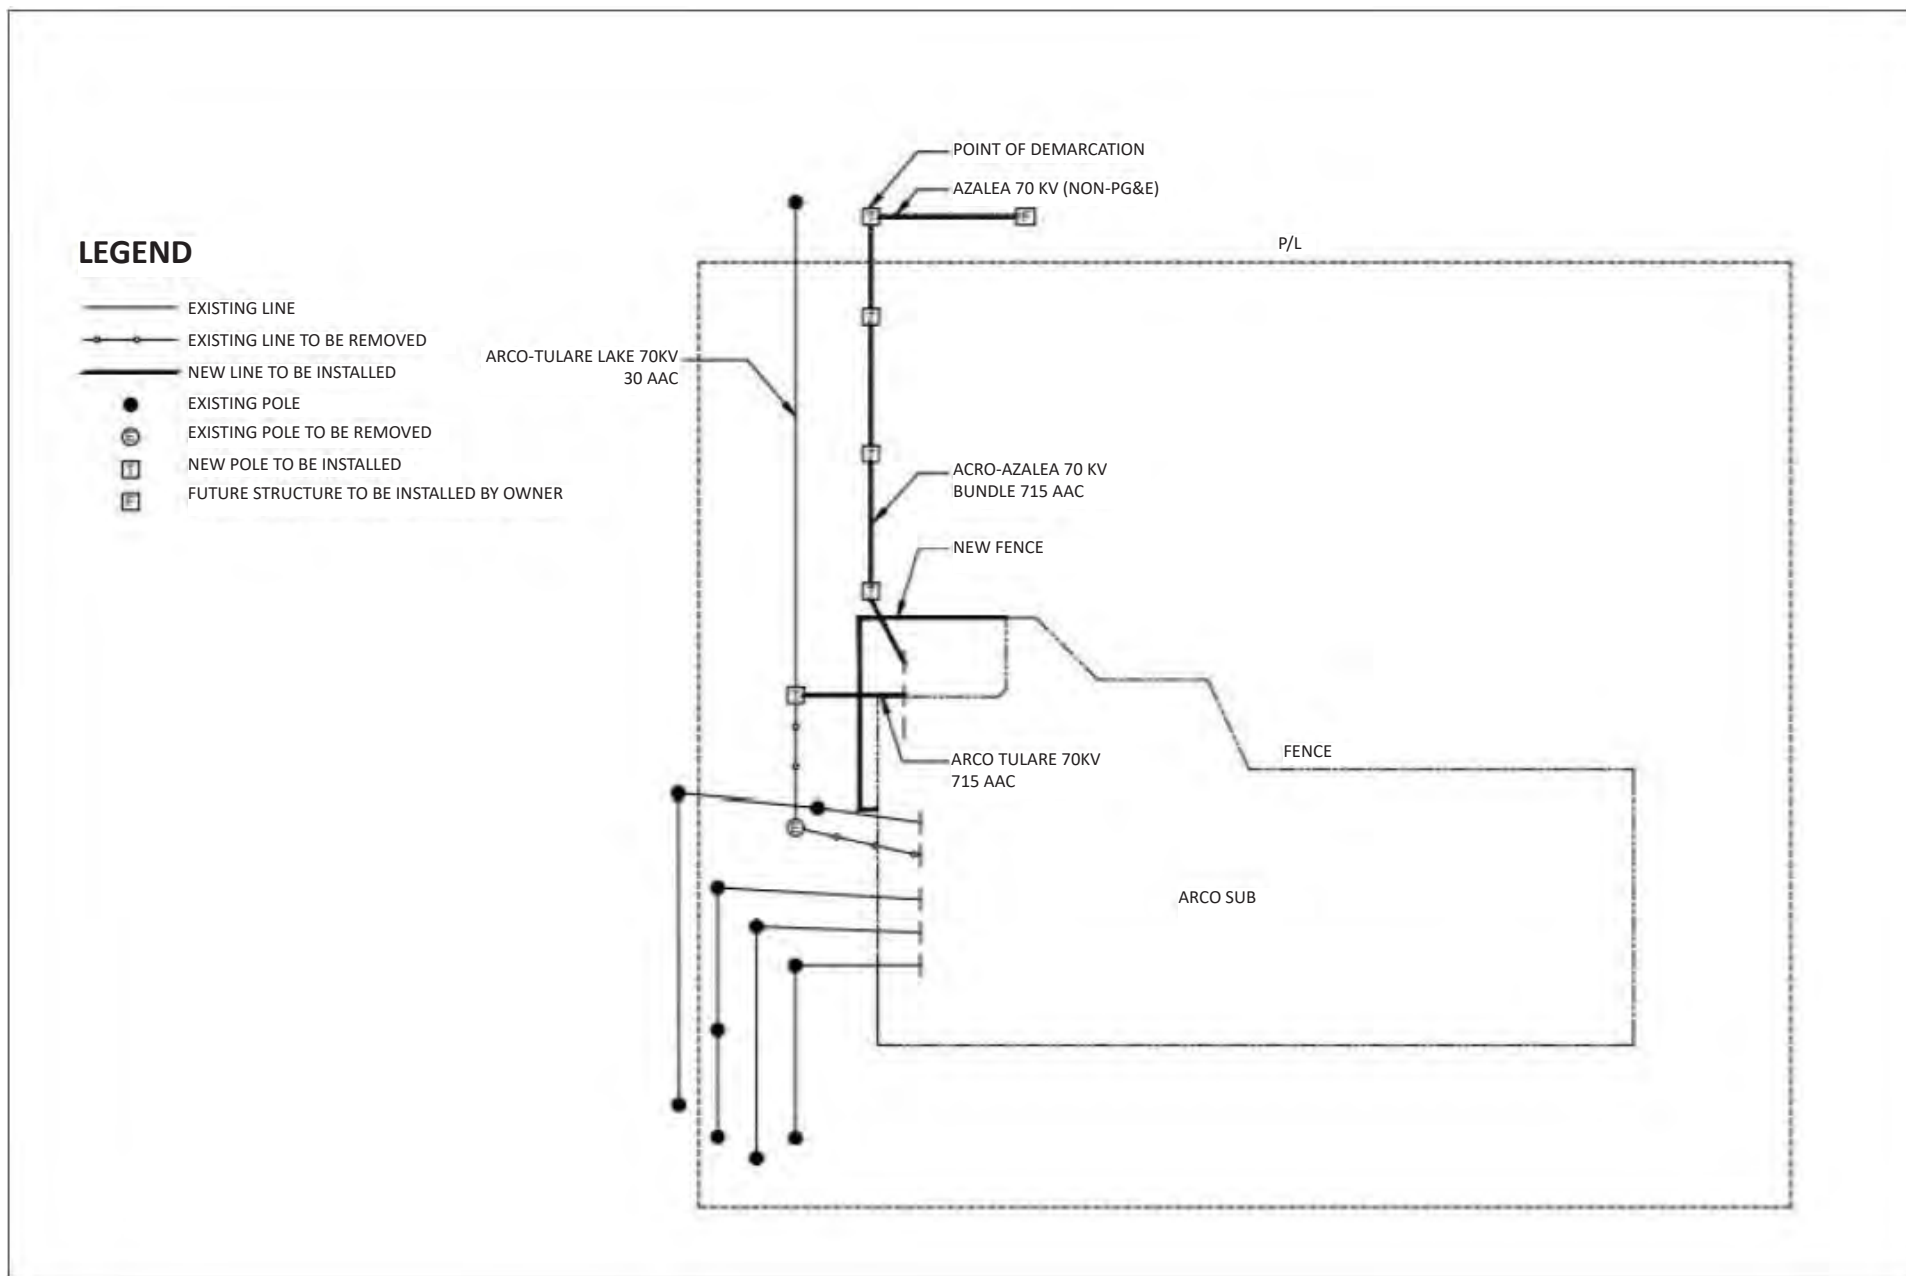 POINT OF DEMARCATION
AZALEA 70 KV (NON-PG&E)
T
F
P/L
LEGEND
EXISTING LINE
EXISTING LINE TO BE REMOVED
NEW LINE TO BE INSTALLED
EXISTING POLE
E
EXISTING POLE TO BE REMOVED
T
NEW POLE TO BE INSTALLED
F
FUTURE STRUCTURE TO BE INSTALLED BY OWNER
T
ARCO-TULARE LAKE 70KV
30 AAC
T
ACRO-AZALEA 70 KV
BUNDLE 715 AAC
NEW FENCE
T
T
ARCO TULARE 70KV
715 AAC
FENCE
E
ARCO SUB